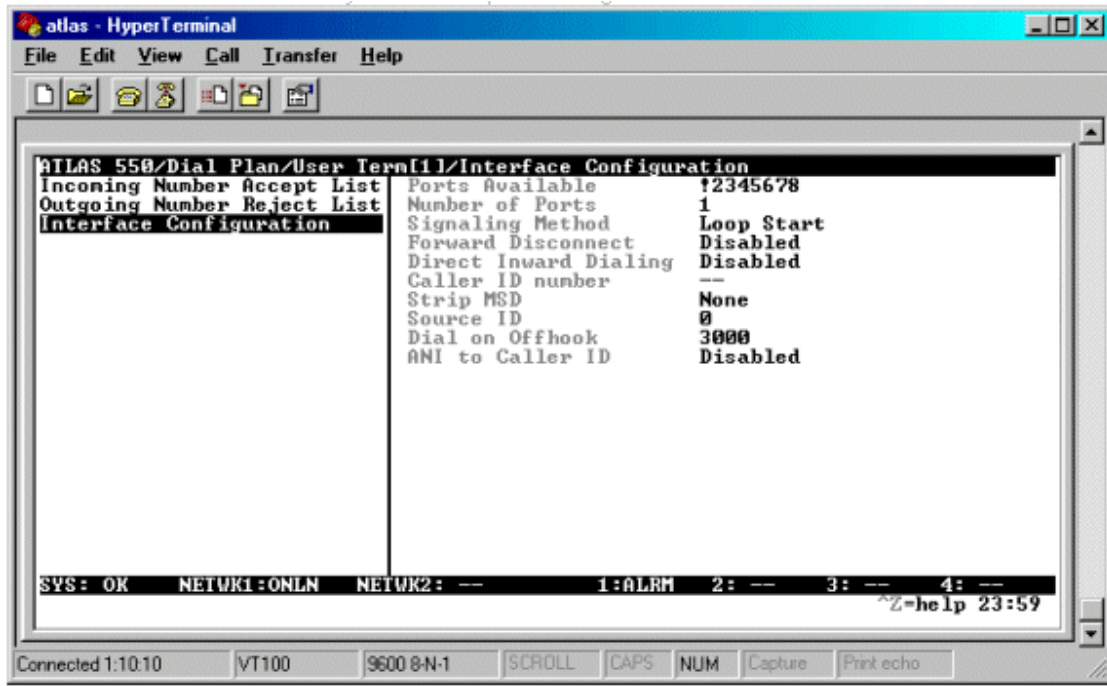 atlas - HyperTerminal
File Edit View Call Transfer Help
ATLAS 550/Dial Plan/User Term[1]/Interface Configuration
Incoming Number Accept List Ports Available !2345678
Outgoing Number Reject List Number of Ports 1
Interface Configuration Signaling Method Loop Start
Forward Disconnect Disabled
Direct Inward Dialing Disabled
Caller ID number --
Strip MSD None
Source ID 0
Dial on Offhook 3000
ANI to Caller ID Disabled
SYS: OK NETWK1:ONLN NETWK2: -- 1:ALRM 2: -- 3: -- 4: --
^Z=help 23:59
Connected 1:10:10 VT100 9600 8-N-1 SCROLL CAPS NUM Capture Print echo